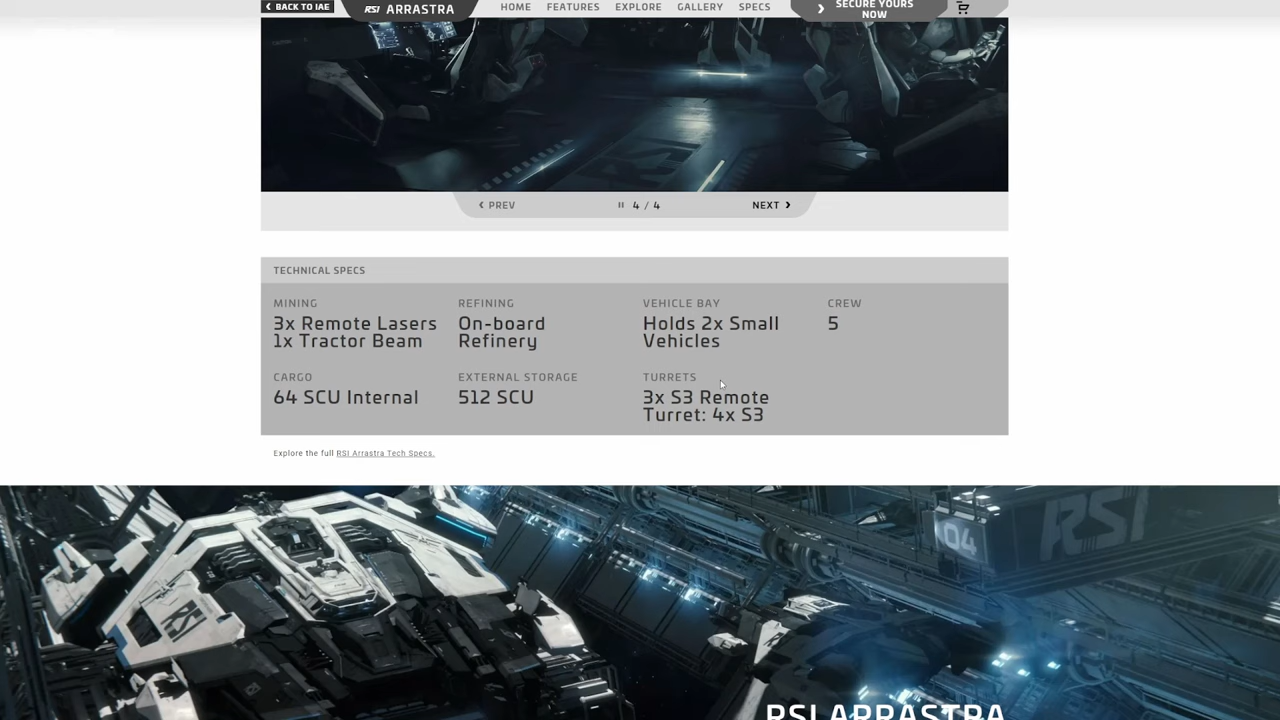 BACK TO IAE
RSI ARRASTRA
HOME
FEATURES
EXPLORE
GALLERY
SPECS
SECURE YOURS
NOW
PREV
4 / 4
NEXT
TECHNICAL SPECS
MINING
3x Remote Lasers
1x Tractor Beam
REFINING
On-board
Refinery
VEHICLE BAY
Holds 2x Small
Vehicles
CREW
5
CARGO
64 SCU Internal
EXTERNAL STORAGE
512 SCU
TURRETS
3x S3 Remote
Turret: 4x S3
Explore the full RSI Arrastra Tech Specs.
RSI
04
RSI
RSI ARRASTRA